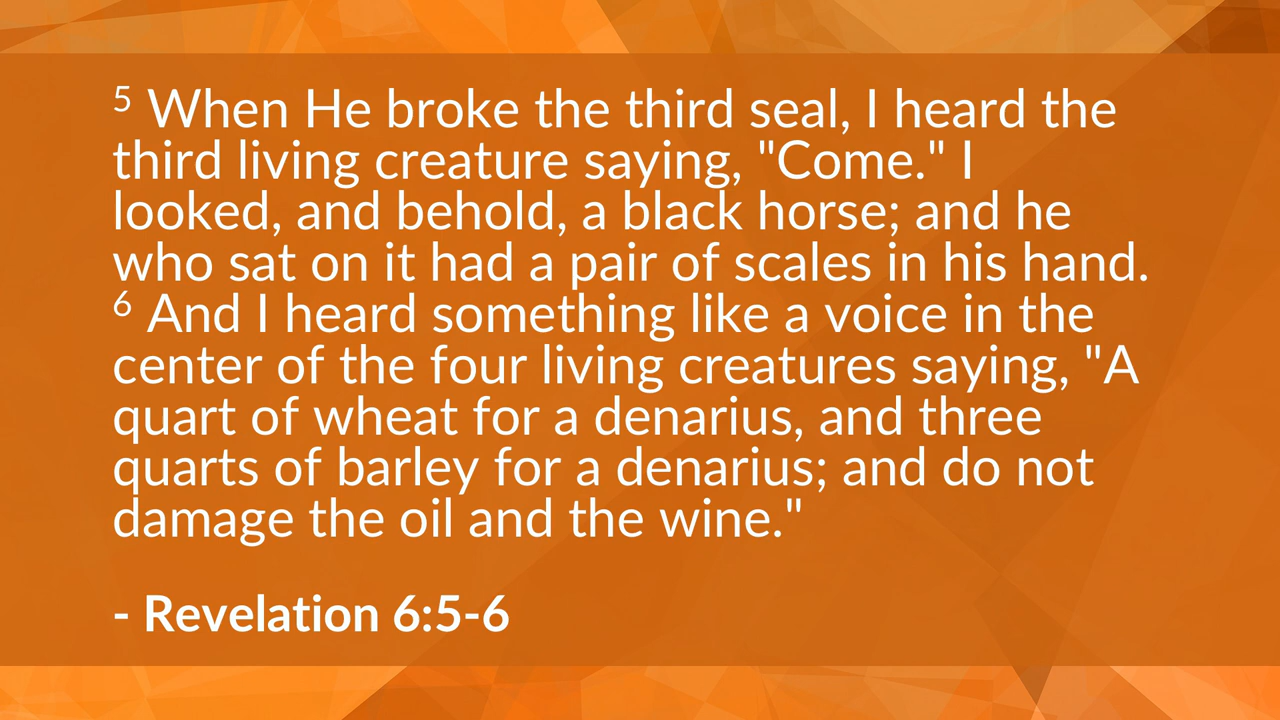 5 When He broke the third seal, I heard the
third living creature saying, "Come." I
looked, and behold, a black horse; and he
who sat on it had a pair of scales in his hand.
6 And I heard something like a voice in the
center of the four living creatures saying, "A
quart of wheat for a denarius, and three
quarts of barley for a denarius; and do not
damage the oil and the wine."
- Revelation 6:5-6